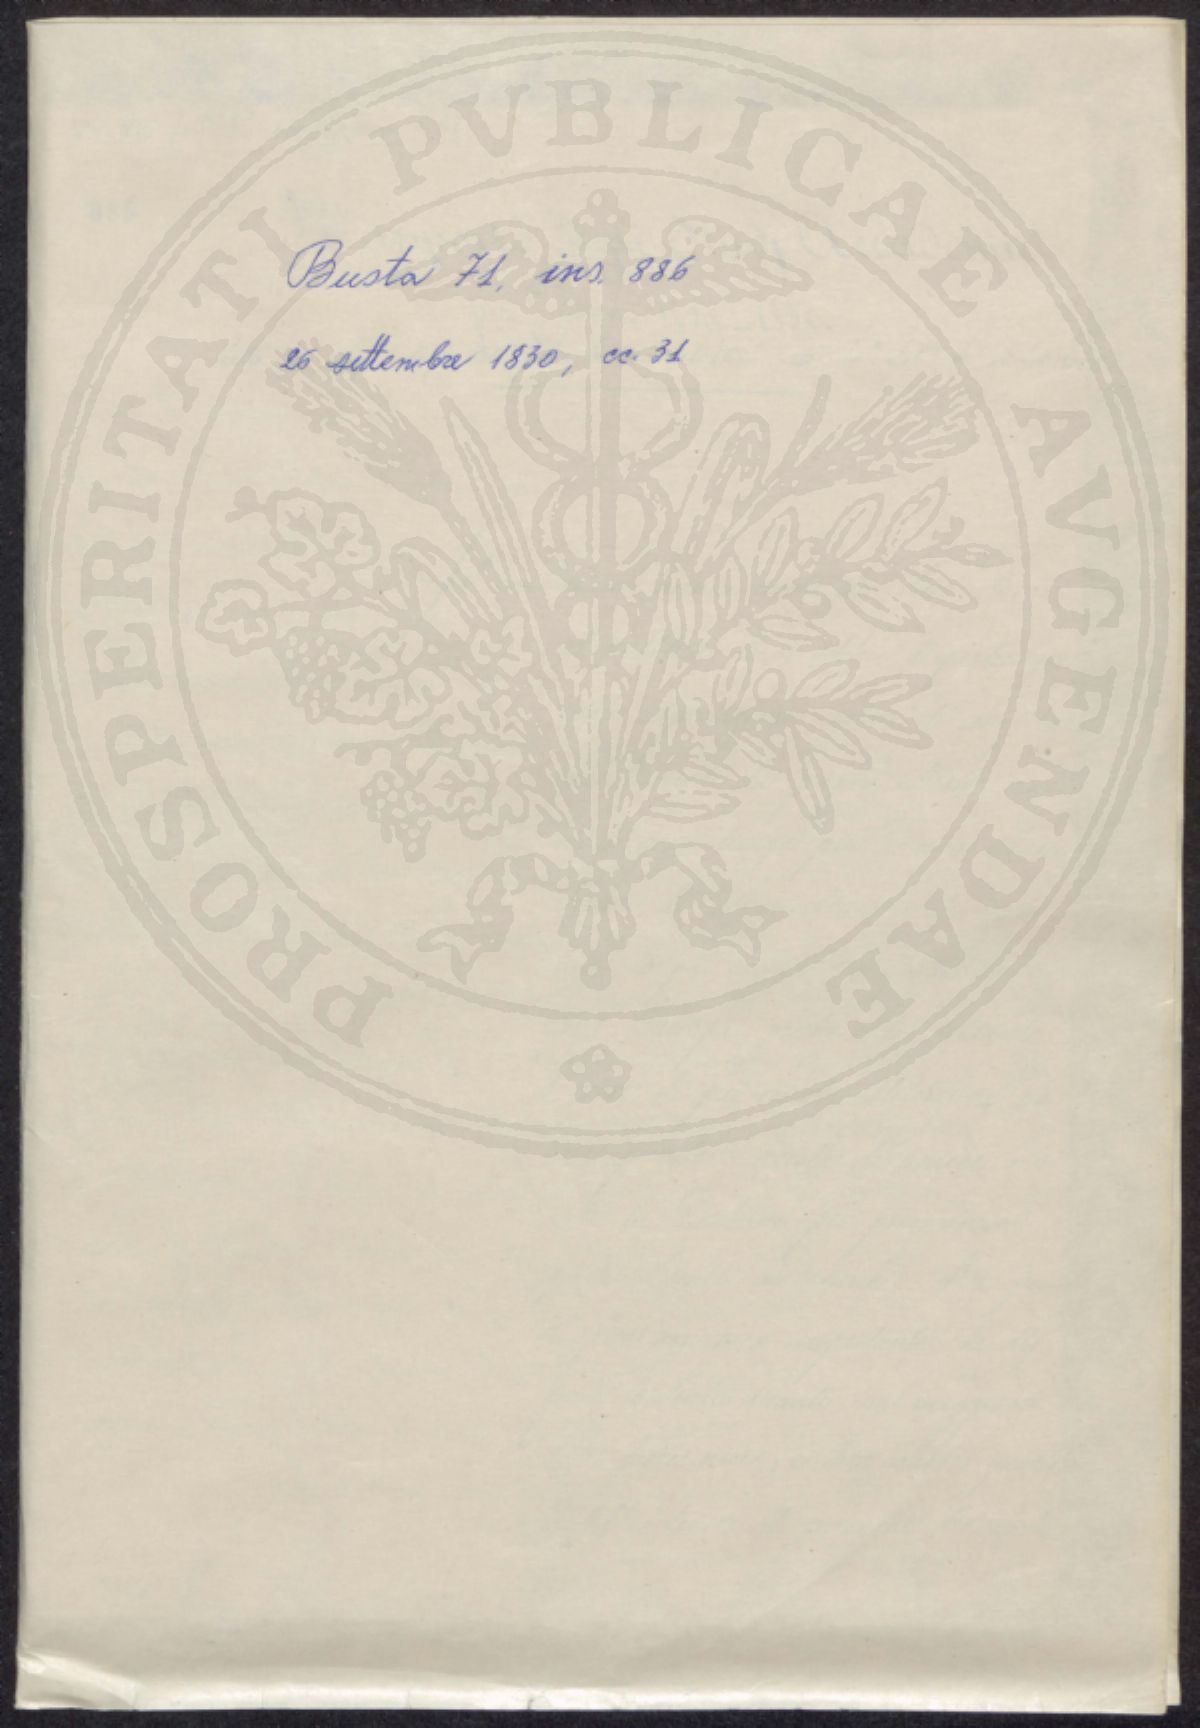 PROSPERITATI PVBLICAE AVGENDAE
Busta 71, ins. 886
26 settembre 1830, cc. 31